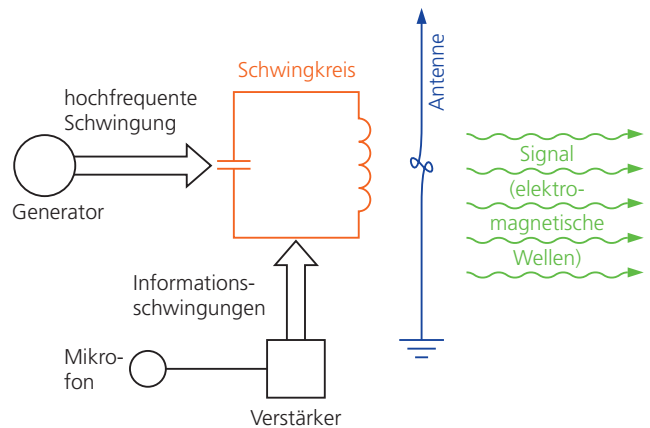 Schwingkreis
Antenne
hochfrequente
Schwingung
Generator
Signal
(elektro-
magnetische
Wellen)
Informations-
schwingungen
Mikro-
fon
Verstärker